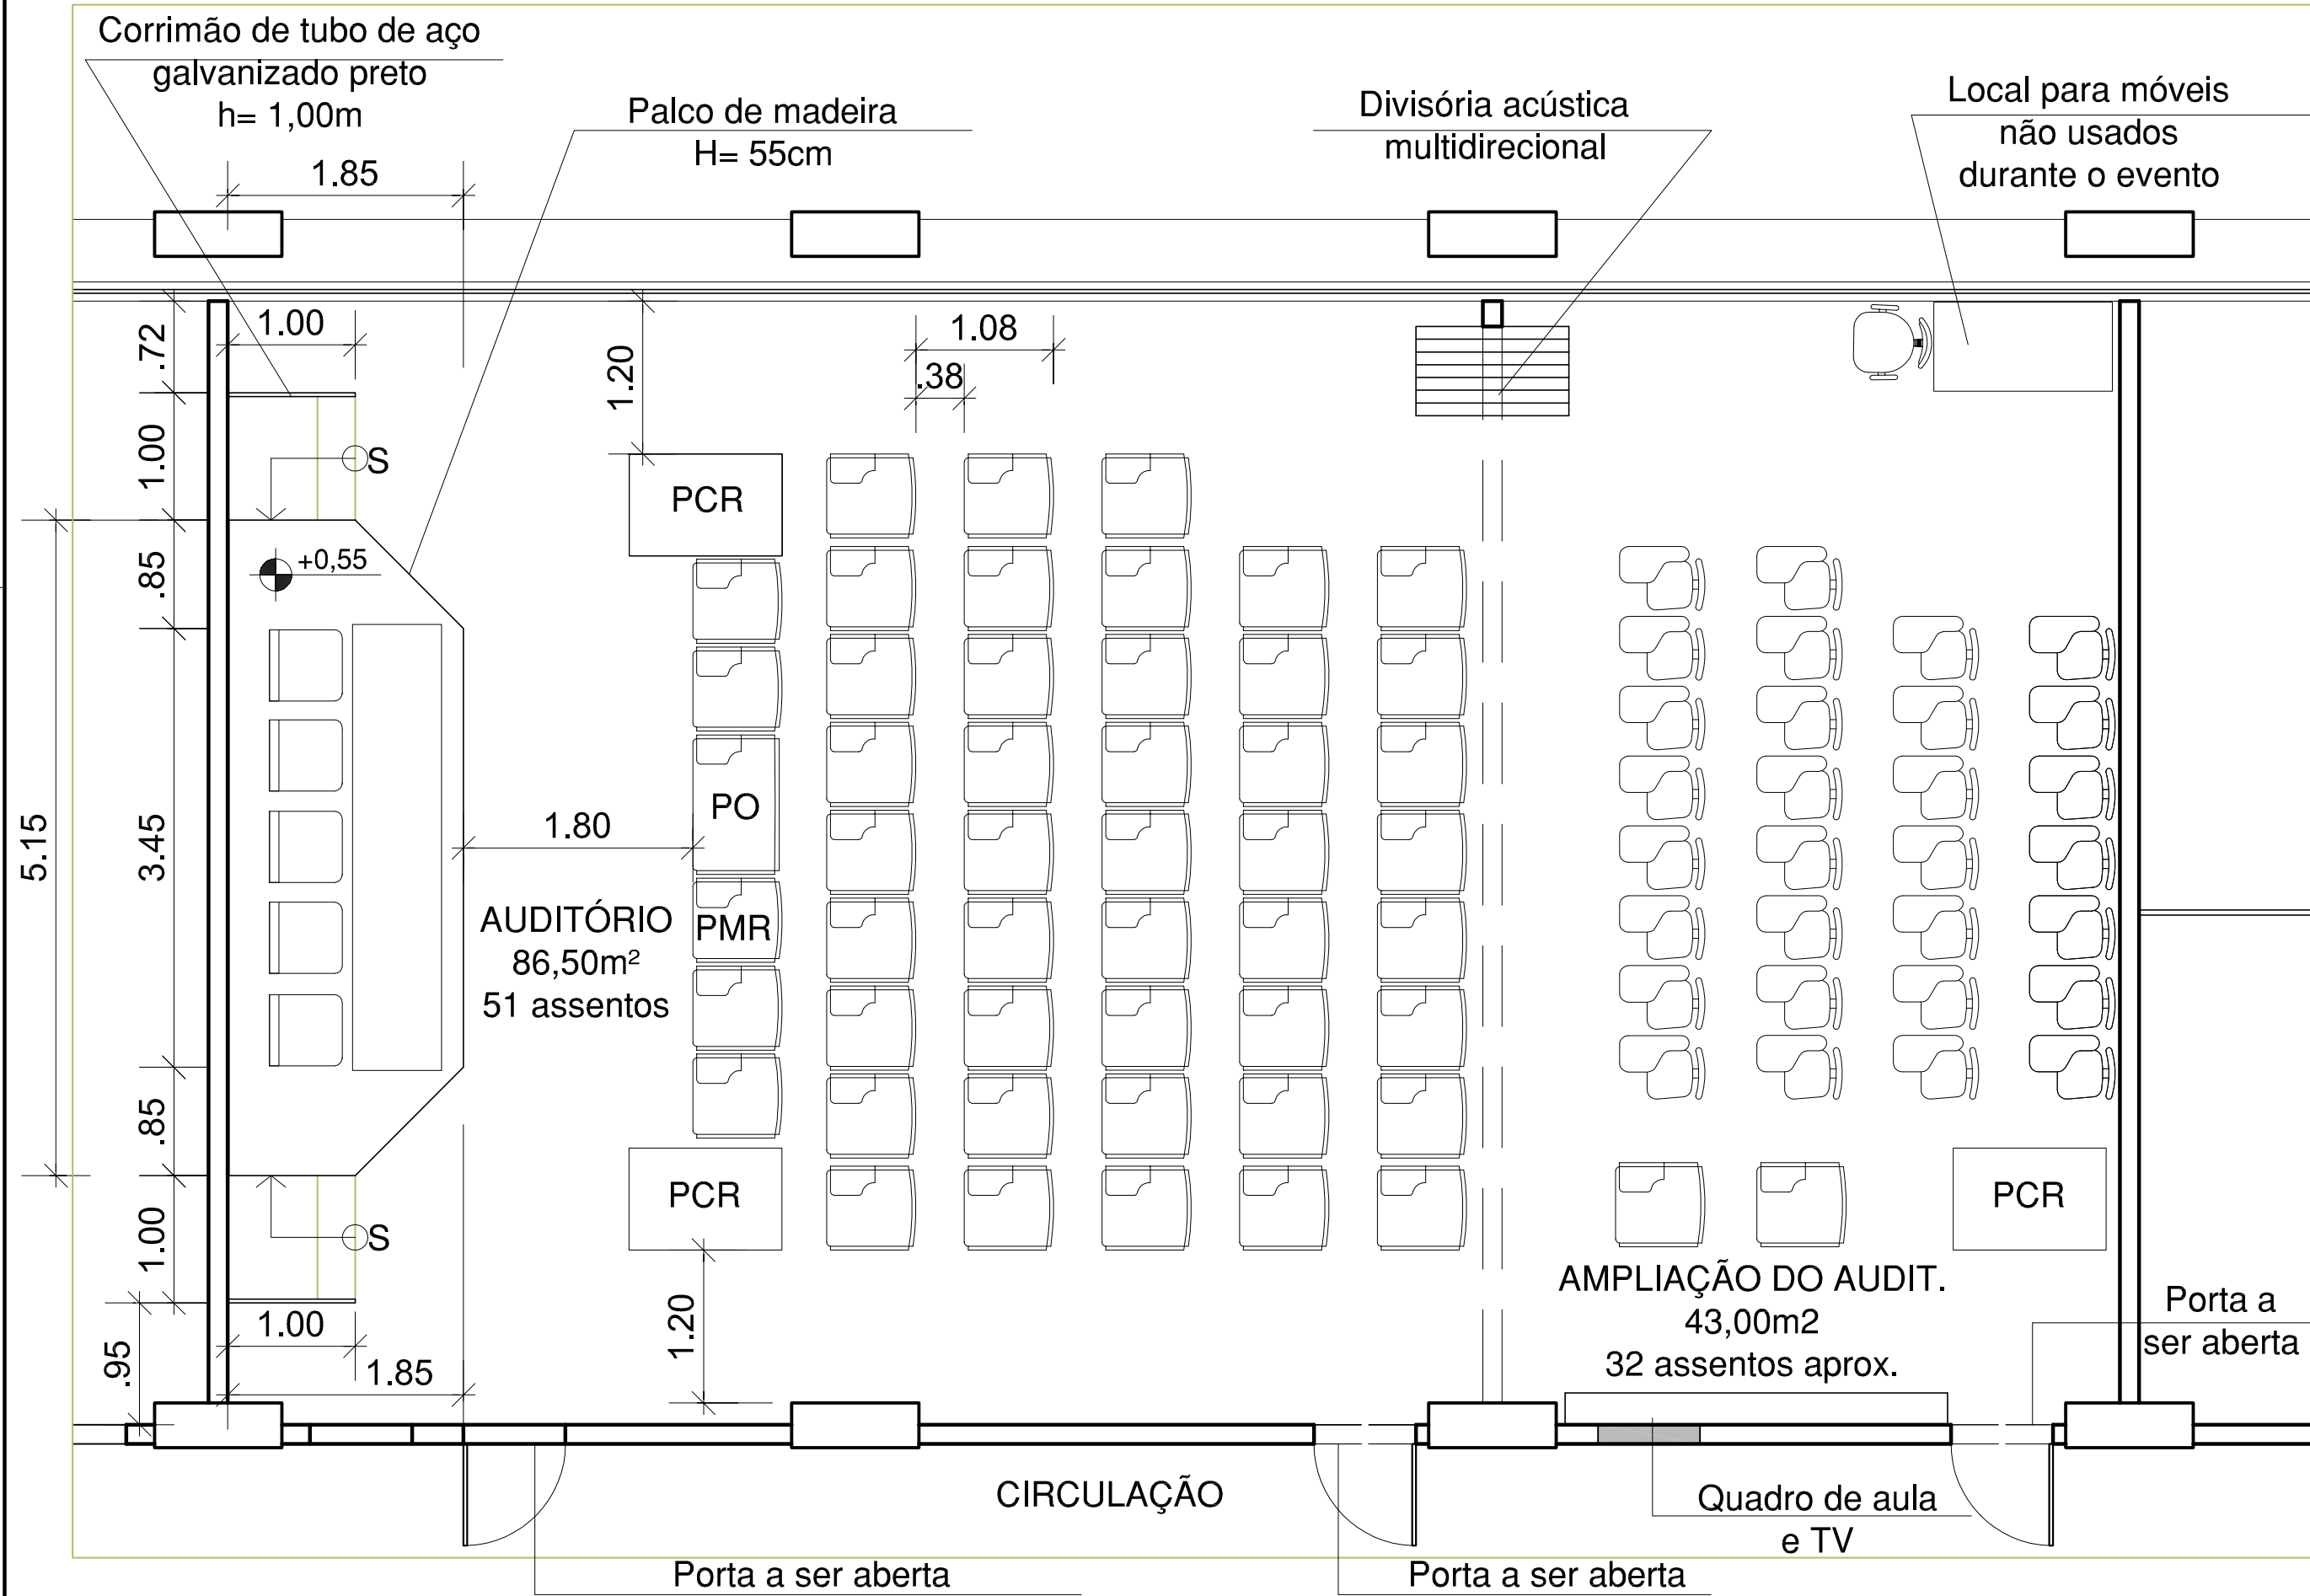 Corrimão de tubo de aço
galvanizado preto
h= 1,00m
Palco de madeira
H= 55cm
Divisória acústica
multidirecional
Local para móveis
não usados
durante o evento
1.85
1.00
.72
1.20
1.08
.38
1.00
S
PCR
+0,55
.85
5.15
3.45
1.80
PO
PMR
AUDITÓRIO
86,50m²
51 assentos
.85
PCR
PCR
1.00
S
AMPLIAÇÃO DO AUDIT.
43,00m2
32 assentos aprox.
Porta a
ser aberta
1.20
1.00
.95
1.85
CIRCULAÇÃO
Quadro de aula
e TV
Porta a ser aberta
Porta a ser aberta